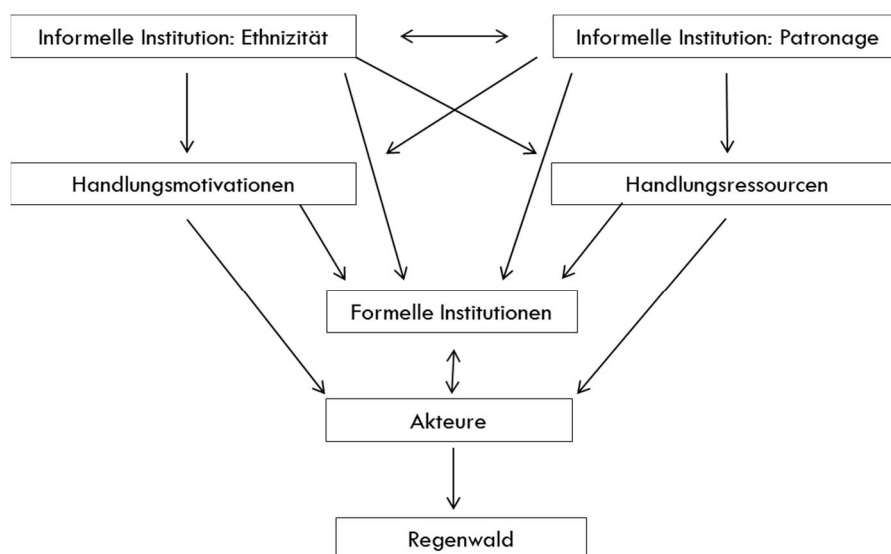 Informelle Institution: Ethnizität
Informelle Institution: Patronage
Handlungsmotivationen
Handlungsressourcen
Formelle Institutionen
Akteure
Regenwald